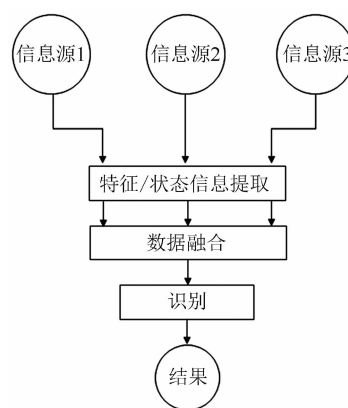 信息源1
信息源2
信息源3
特征/状态信息提取
数据融合
识别
结果